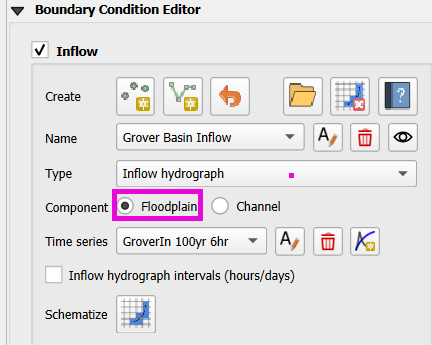 Boundary Condition Editor
Inflow
Create
Name Grover Basin Inflow
Type Inflow hydrograph
Component Floodplain Channel
Time series GroverIn 100yr 6hr
Inflow hydrograph intervals (hours/days)
Schematize